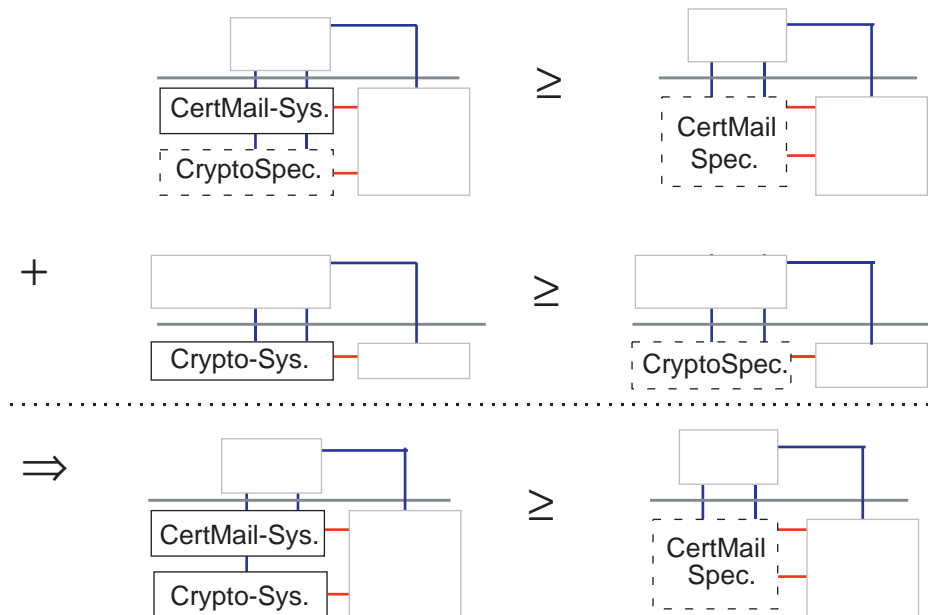 ≥
CertMail-Sys.
CryptoSpec.
CertMail
Spec.
+
≥
Crypto-Sys.
CryptoSpec.
⇒
≥
CertMail-Sys.
Crypto-Sys.
CertMail
Spec.